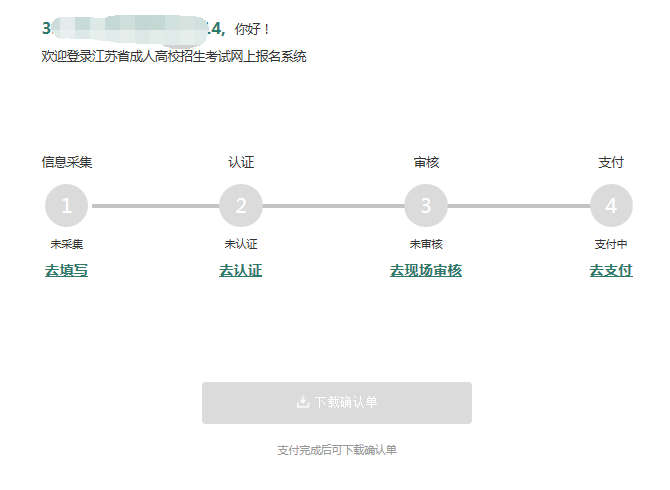 3 .4, 你好！
欢迎登录江苏省成人高校招生考试网上报名系统
信息采集 认证 审核 支付
1 2 3 4
未采集 未认证 未审核 支付中
去填写 去认证 去现场审核 去支付
下载确认单
支付完成后可下载确认单